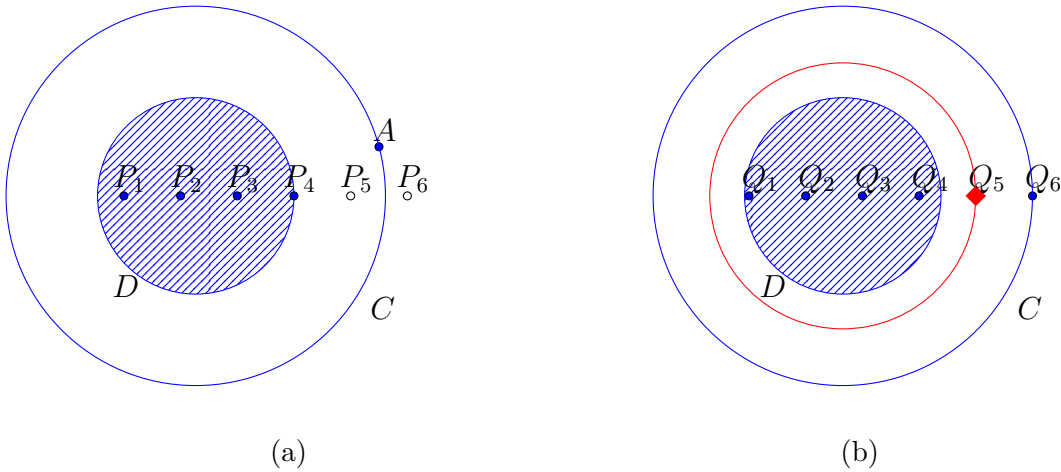 A
P₁ P₂ P₃ P₄ P₅ P₆
D
C
(a)
Q₁ Q₂ Q₃ Q₄ Q₅ Q₆
D
C
(b)